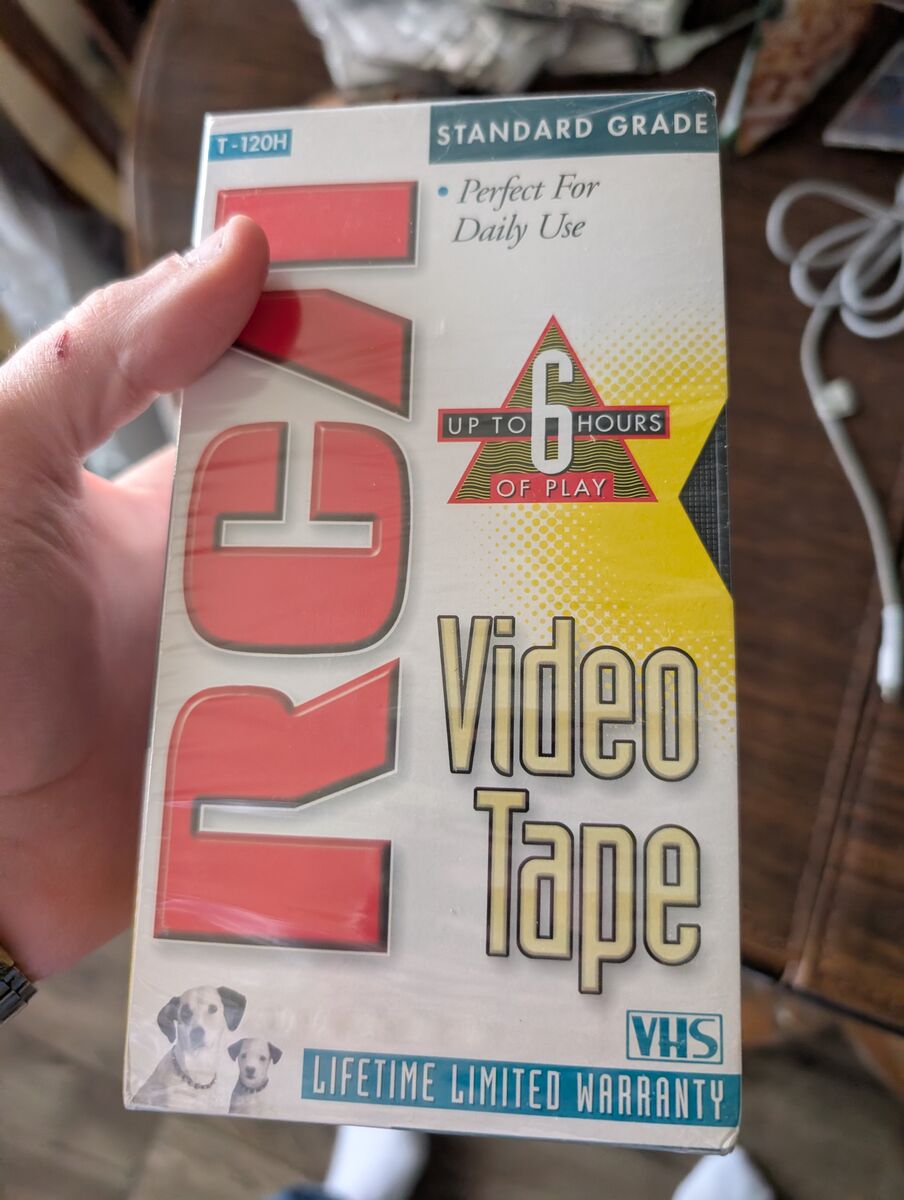 T-120H
STANDARD GRADE
• Perfect For
Daily Use
RCA
UP TO 6 HOURS
OF PLAY
Video
Tape
VHS
LIFETIME LIMITED WARRANTY